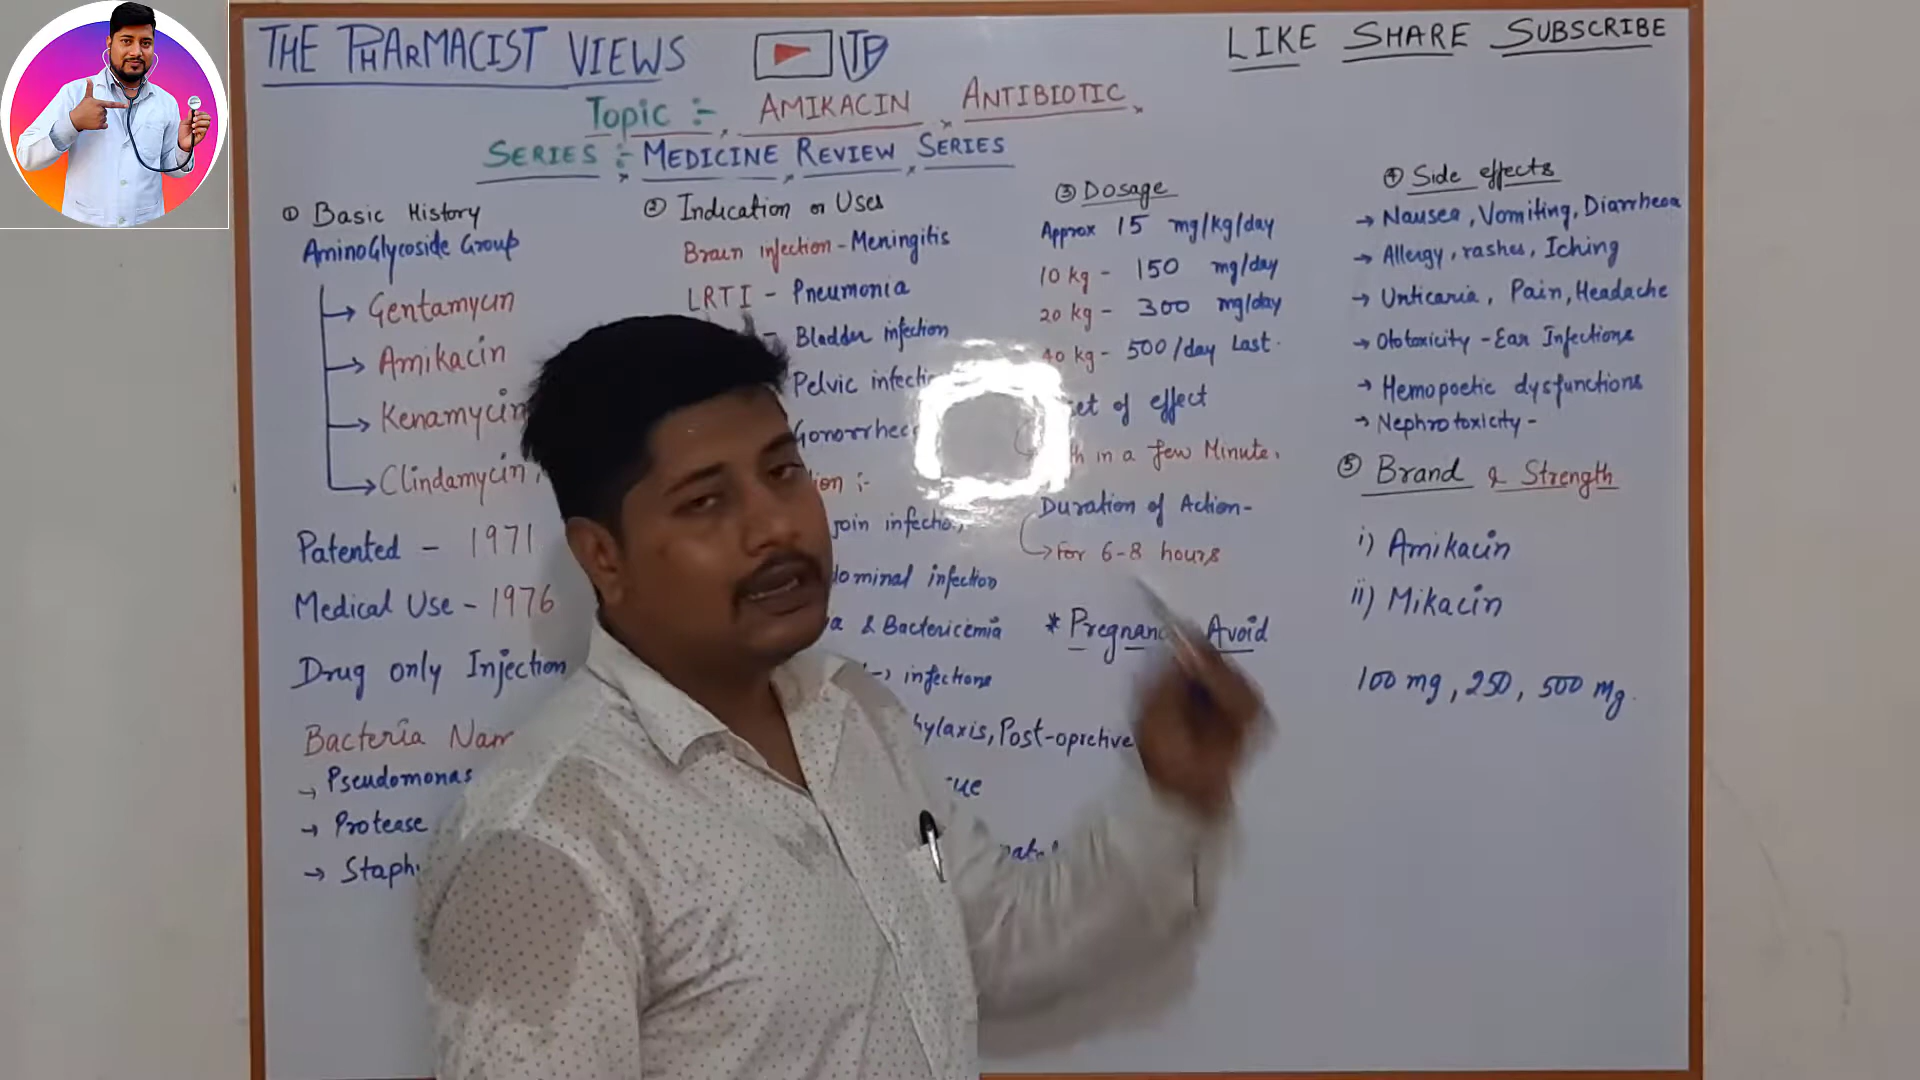 THE PHARMACIST VIEWS
LIKE SHARE SUBSCRIBE
Topic :- AMIKACIN ANTIBIOTIC
SERIES :- MEDICINE REVIEW SERIES
① Basic History
AminoGlycoside Group
→ Gentamycin
→ Amikacin
→ Kenamycin
→ Clindamycin
Patented - 1971
Medical Use - 1976
Drug only Injection
Bacteria
→ Pseudomonas
→ Protease
→
② Indication or Uses
Brain infection - Meningitis
LRTI - Pneumonia
- Bladder infection
Pelvic
:-
infection
& Bactericemia
infections
Post-opretive
③ Dosage
Approx 15 mg/kg/day
10 kg - 150 mg/day
20 kg - 300 mg/day
kg - 500/day Last.
of effect
in a few Minute.
Duration of Action-
→ For 6-8 hours
* Avoid
④ Side effects
→ Nausea, Vomiting, Diarrheoa
→ Allergy, rashes, Iching
→ Urticaria, Pain, Headache
→ Ototoxicity - Ear Infections
→ Hemopoetic dysfunctions
→ Nephrotoxicity -
⑤ Brand & Strength
i) Amikacin
ii) Mikacin
100 mg, 250, 500 Mg.